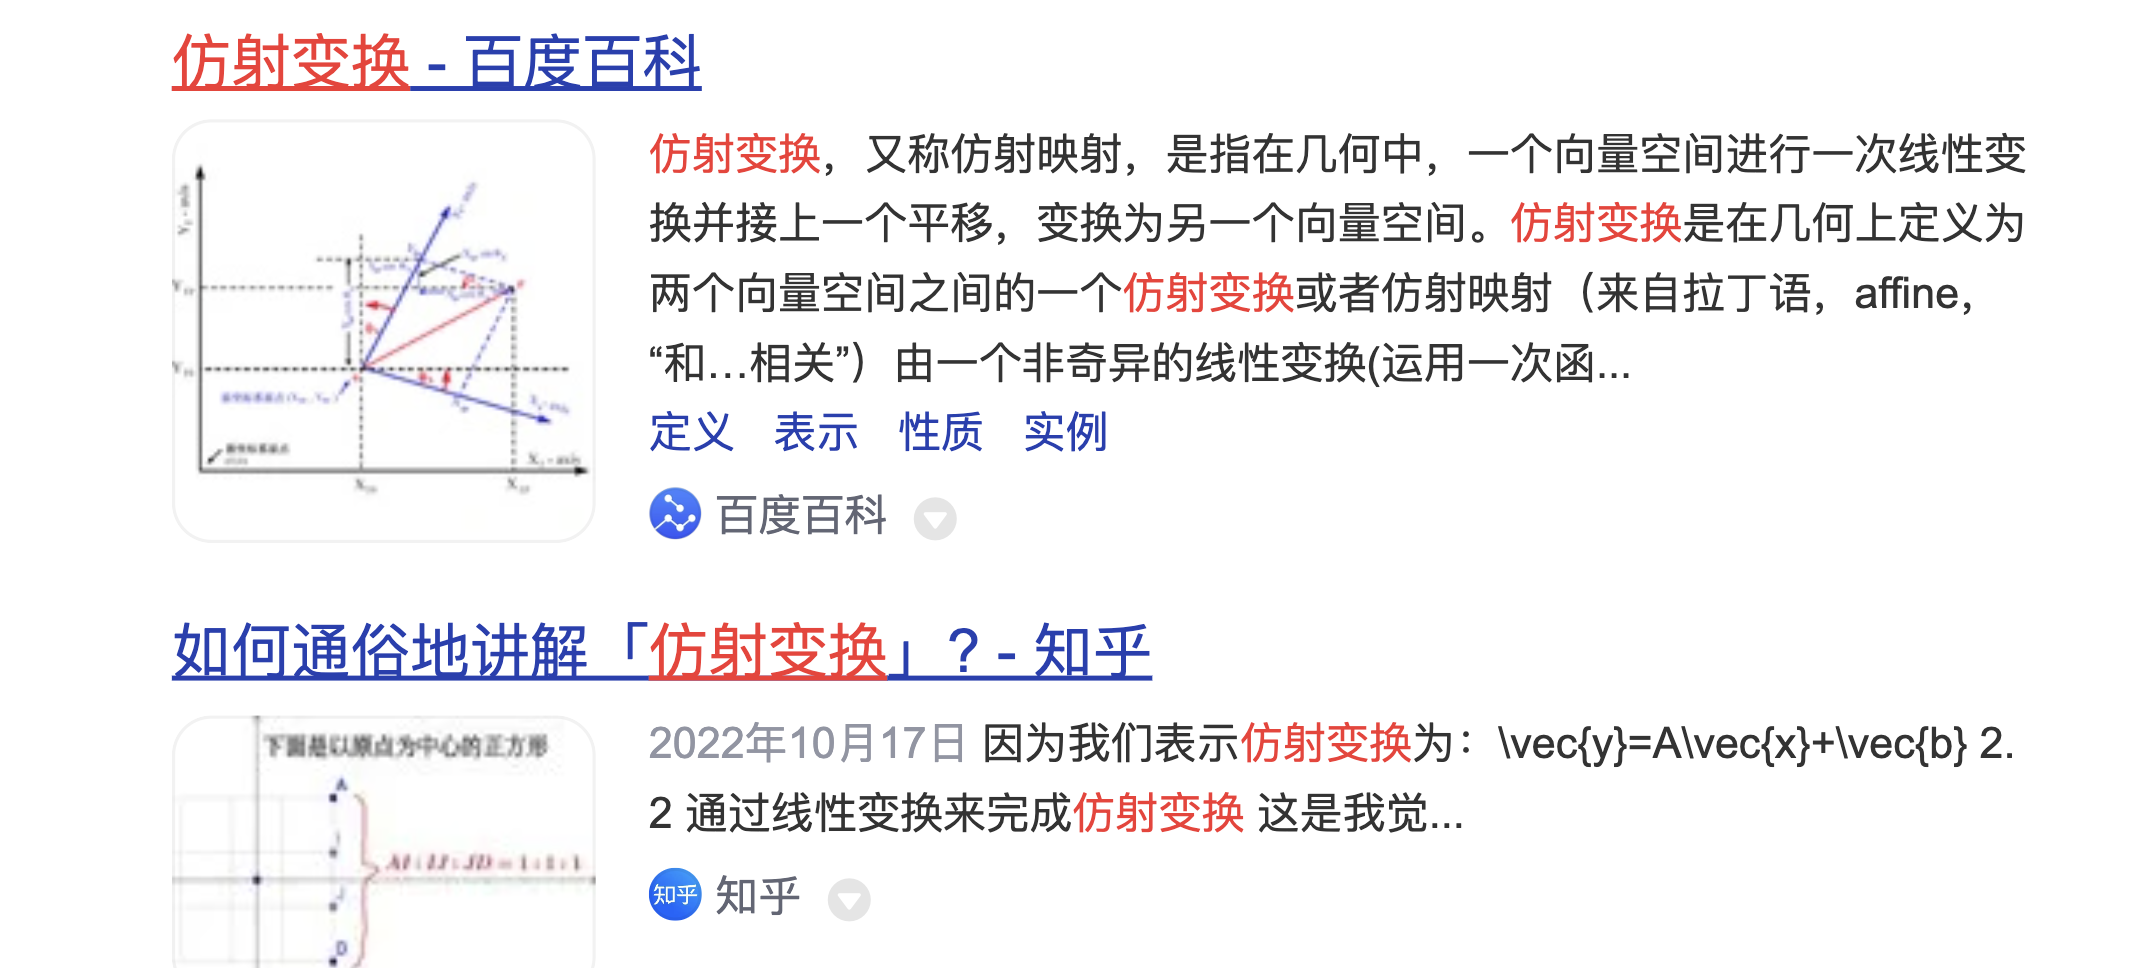 仿射变换 - 百度百科
仿射变换，又称仿射映射，是指在几何中，一个向量空间进行一次线性变
换并接上一个平移，变换为另一个向量空间。仿射变换是在几何上定义为
两个向量空间之间的一个仿射变换或者仿射映射（来自拉丁语，affine，
“和...相关”）由一个非奇异的线性变换(运用一次函...
定义 表示 性质 实例
百度百科
如何通俗地讲解「仿射变换」? - 知乎
下面是以原点为中心的正方形
A
J
D
AI : IJ : JD = 1 : 1 : 1
2022年10月17日 因为我们表示仿射变换为：\vec{y}=A\vec{x}+\vec{b} 2.
2 通过线性变换来完成仿射变换 这是我觉...
知乎 知乎